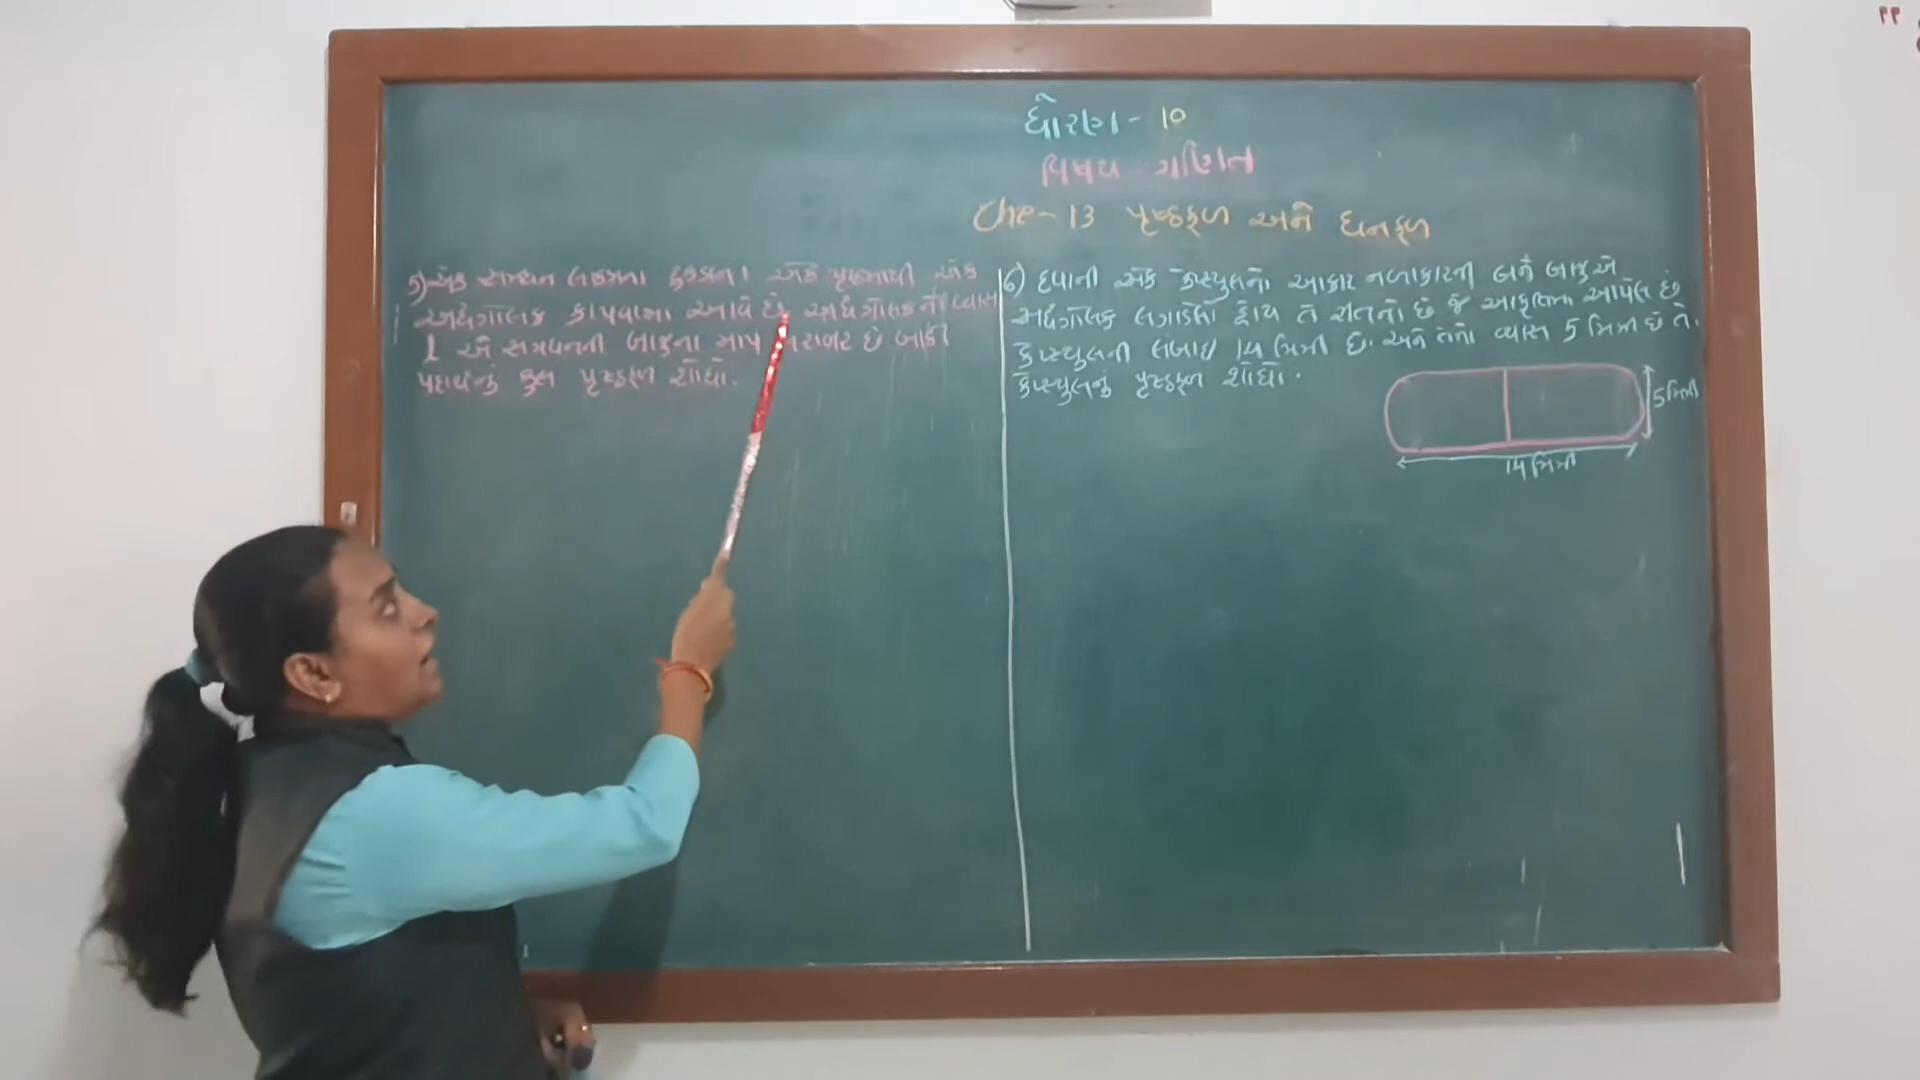 ધોરણ - 10
વિષય - ગણિત
Che - 13 પૃષ્ઠફળ અને ઘનફળ
5) એક સમઘન લાકડાના ટુકડાના એક પૃષ્ઠમાંથી એક
અર્ધગોલક કાપવામાં આવે છે અર્ધગોલકનો વ્યાસ
l એ સમઘનની બાજુના માપ બરાબર છે બાકી
પદાર્થનું કુલ પૃષ્ઠફળ શોધો.
6) દવાની એક કેપ્સ્યુલનો આકાર નળાકારની બંને બાજુએ
અર્ધગોલક લગાડેલો હોય તે રીતનો છે જે આકૃતિમાં આપેલ છે
કેપ્સ્યુલની લંબાઇ 14 મિમી છે. અને તેનો વ્યાસ 5 મિમી છે તો.
કેપ્સ્યુલનું પૃષ્ઠફળ શોધો.
5 મિમી
14 મિમી